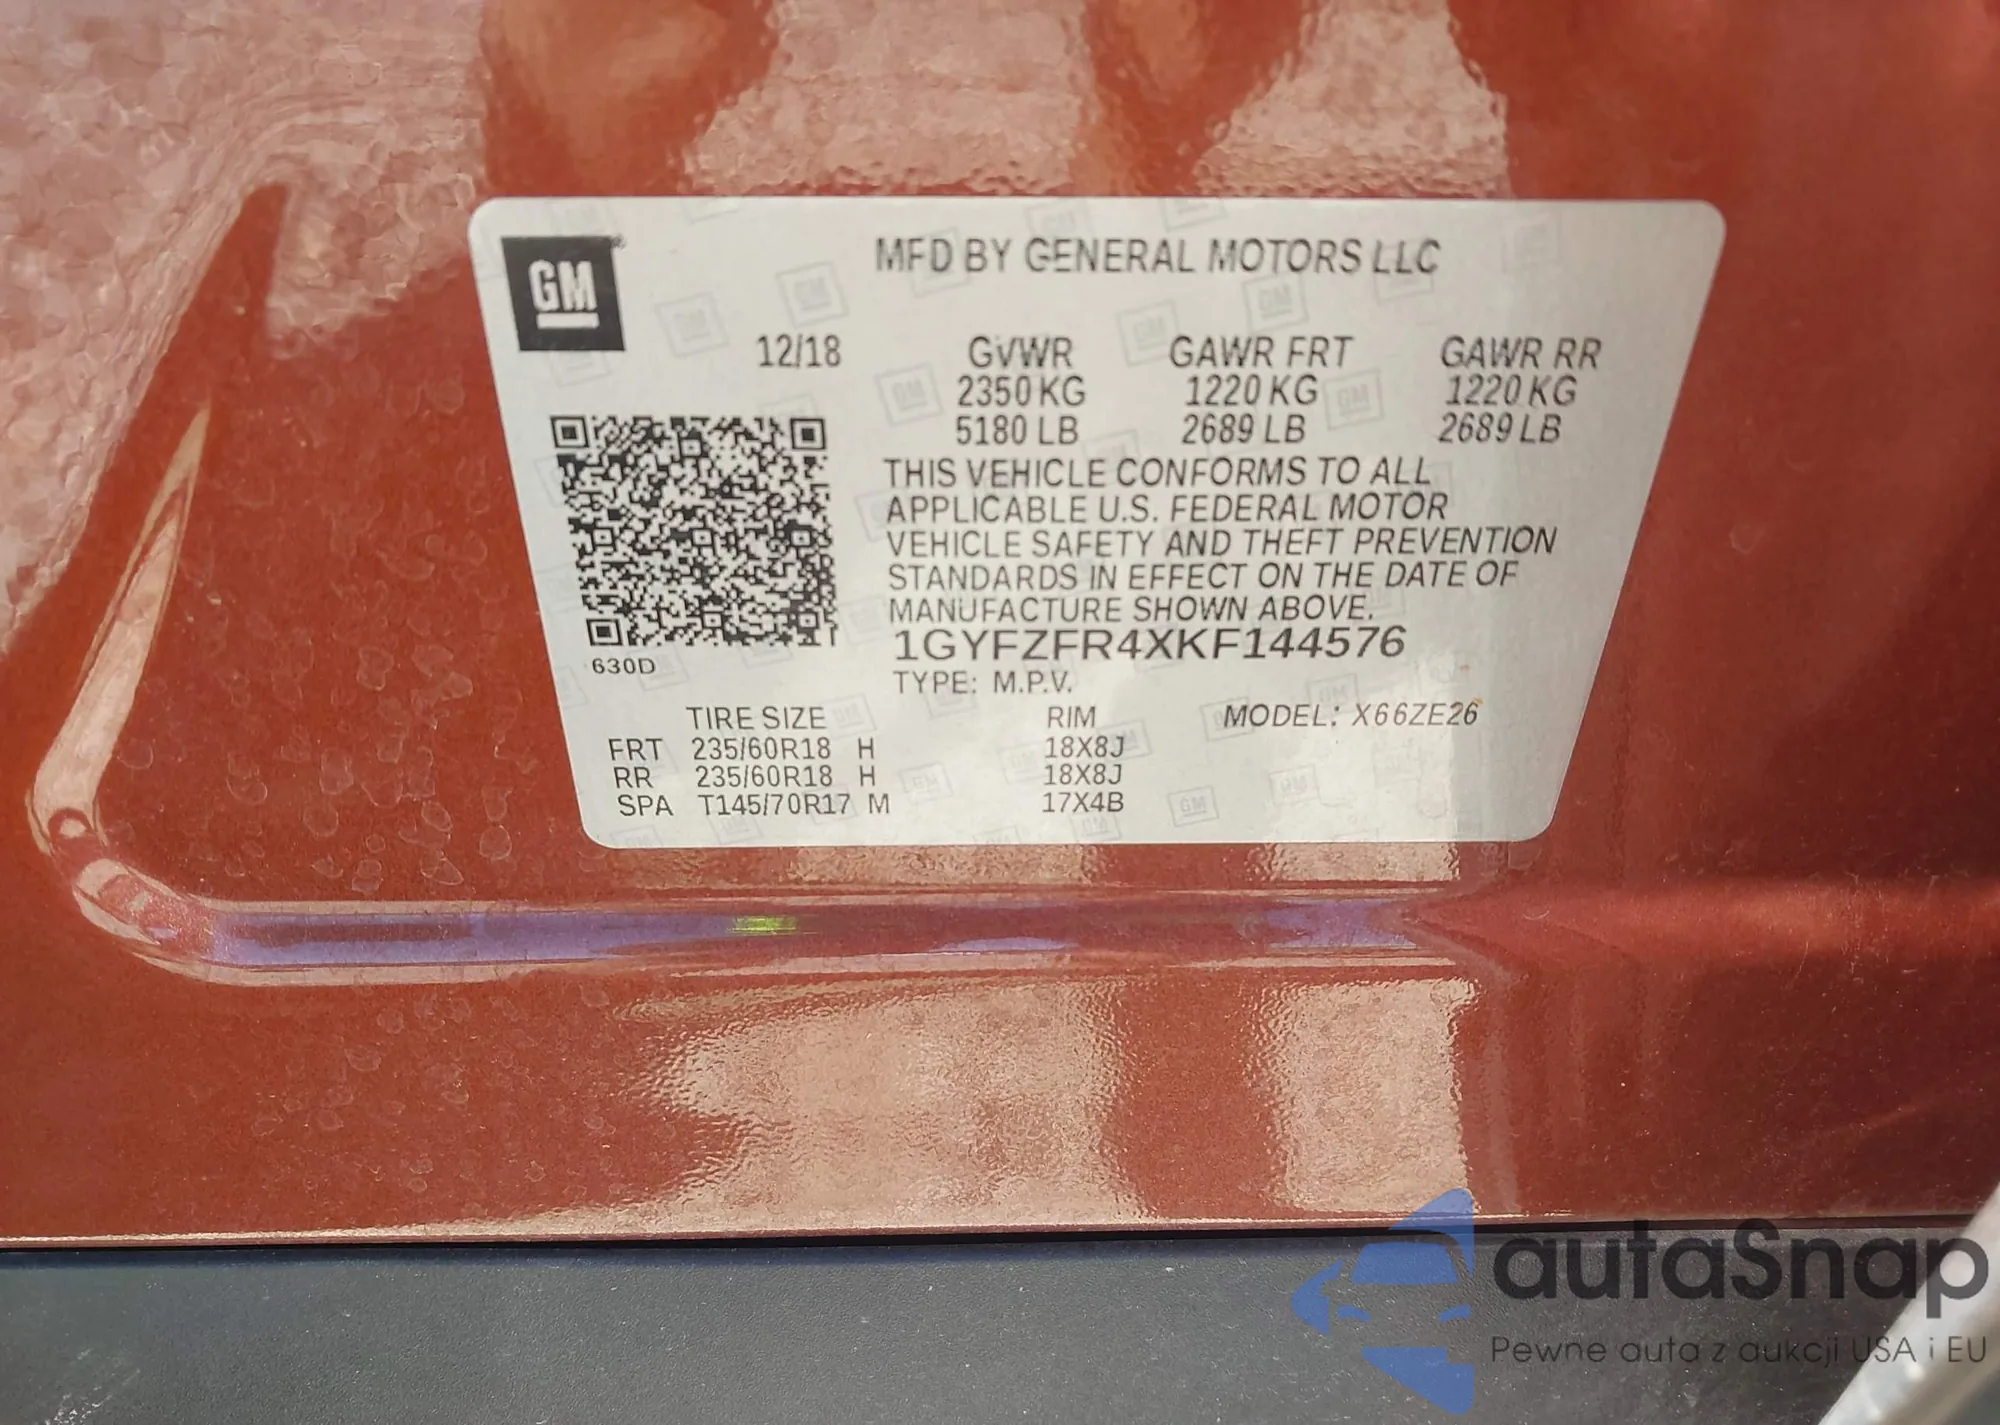 GM
MFD BY GENERAL MOTORS LLC
12/18 GVWR GAWR FRT GAWR RR
2350 KG 1220 KG 1220 KG
5180 LB 2689 LB 2689 LB
THIS VEHICLE CONFORMS TO ALL
APPLICABLE U.S. FEDERAL MOTOR
VEHICLE SAFETY AND THEFT PREVENTION
STANDARDS IN EFFECT ON THE DATE OF
MANUFACTURE SHOWN ABOVE.
1GYFZFR4XKF144576
630D
TYPE: M.P.V.
TIRE SIZE RIM MODEL: X66ZE26
FRT 235/60R18 H 18X8J
RR 235/60R18 H 18X8J
SPA T145/70R17 M 17X4B
autaSnap
Pewne auta z aukcji USA i EU